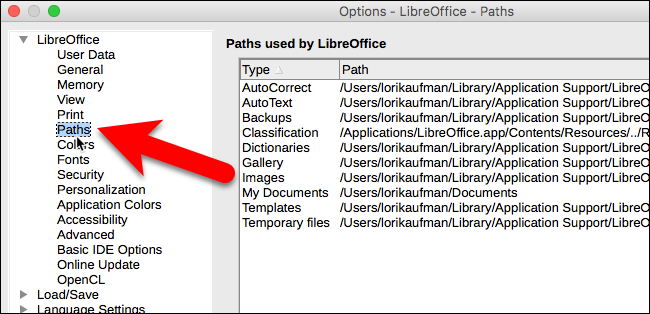 Options - LibreOffice - Paths
LibreOffice
User Data
General
Memory
View
Print
Paths
Colors
Fonts
Security
Personalization
Application Colors
Accessibility
Advanced
Basic IDE Options
Online Update
OpenCL
Load/Save
Language Settings
Paths used by LibreOffice
Type Path
AutoCorrect /Users/lorikaufman/Library/Application Support/LibreO
AutoText /Users/lorikaufman/Library/Application Support/LibreO
Backups /Users/lorikaufman/Library/Application Support/LibreO
Classification /Applications/LibreOffice.app/Contents/Resources/../R
Dictionaries /Users/lorikaufman/Library/Application Support/LibreO
Gallery /Users/lorikaufman/Library/Application Support/LibreO
Images /Users/lorikaufman/Library/Application Support/LibreO
My Documents /Users/lorikaufman/Documents
Templates /Users/lorikaufman/Library/Application Support/LibreO
Temporary files /Users/lorikaufman/Library/Application Support/LibreO